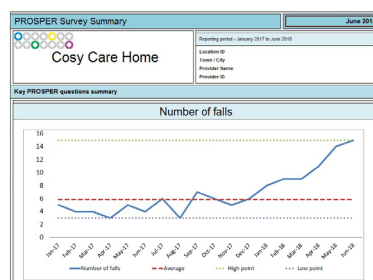 PROSPER Survey Summary
June 201
Cosy Care Home
Reporting period - January 2017 to June 2018
Location ID
Town / City
Provider Name
Provider ID
Key PROSPER questions summary
Number of falls
16
14
12
10
8
6
4
2
0
Jan-17 Feb-17 Mar-17 Apr-17 May-17 Jun-17 Jul-17 Aug-17 Sep-17 Oct-17 Nov-17 Dec-17 Jan-18 Feb-18 Mar-18 Apr-18 May-18 Jun-18
Number of falls Average High point Low point